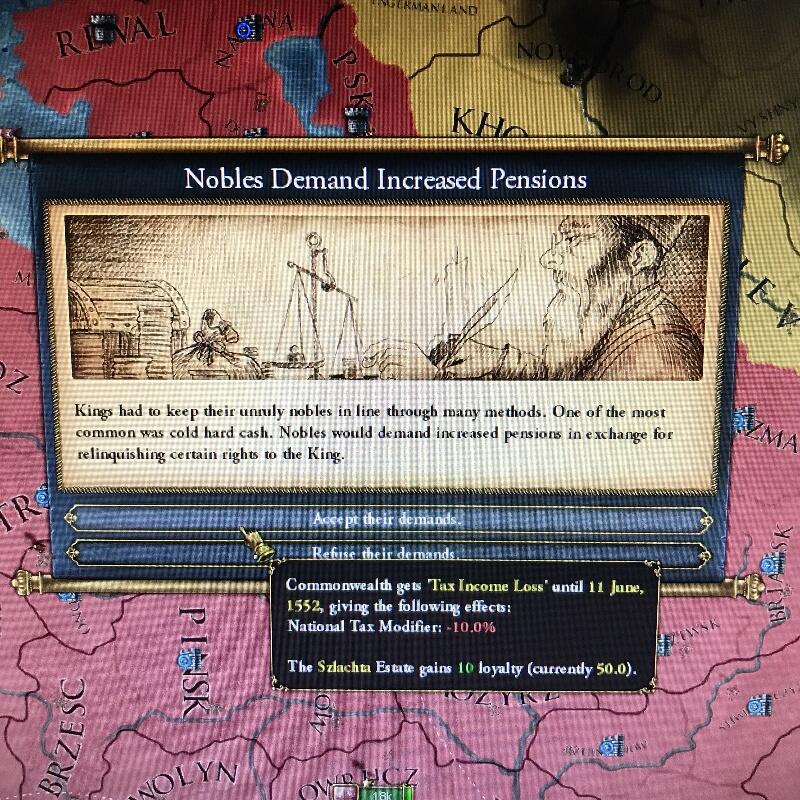 REVAL
INGERMANLAND
NOVGOROD
KHO
Nobles Demand Increased Pensions
Kings had to keep their unruly nobles in line through many methods. One of the most
common was cold hard cash. Nobles would demand increased pensions in exchange for
relinquishing certain rights to the King.
Accept their demands.
Refuse their demands.
Commonwealth gets 'Tax Income Loss' until 11 June,
1552, giving the following effects:
National Tax Modifier: -10.0%
The Szlachta Estate gains 10 loyalty (currently 50.0).
PINSK
BRZESC
WOLYN
18k